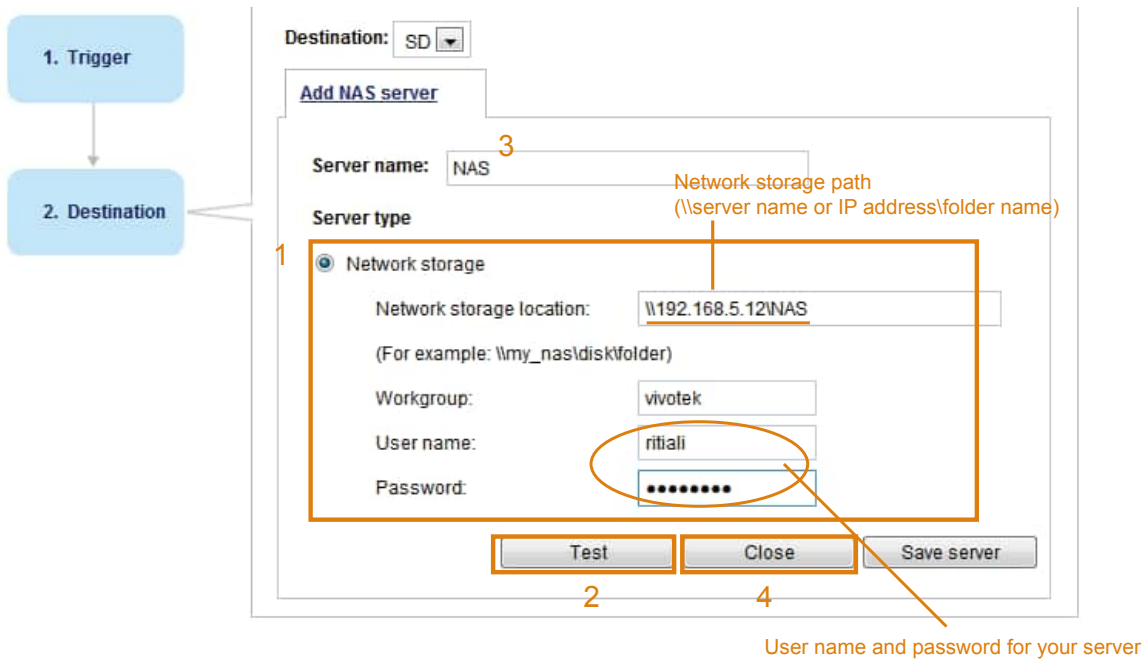 1. Trigger
2. Destination
Destination: SD
Add NAS server
3
Server name: NAS
Network storage path
(\\server name or IP address\folder name)
Server type
1
Network storage
Network storage location: \\192.168.5.12\NAS
(For example: \\my_nas\disk\folder)
Workgroup: vivotek
User name: ritiali
Password: ••••••••
Test Close Save server
2 4
User name and password for your server